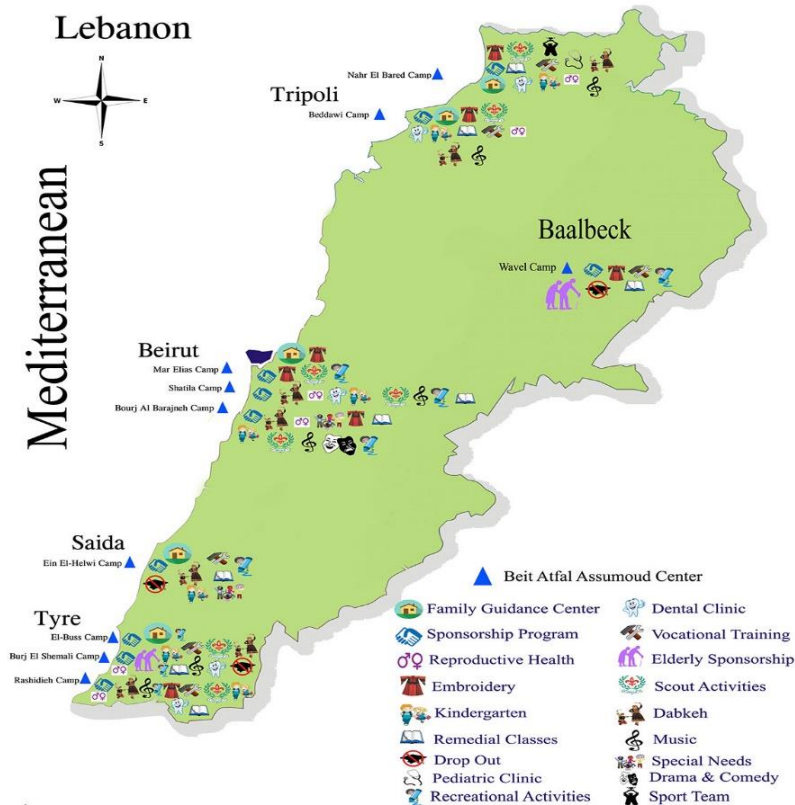 Lebanon
N
W E
S
Mediterranean
Nahr El Bared Camp
Tripoli
Beddawi Camp
Baalbeck
Wavel Camp
Beirut
Mar Elias Camp
Shatila Camp
Bourj Al Barajneh Camp
Saida
Ein El-Helwi Camp
Tyre
El-Buss Camp
Burj El Shemali Camp
Rashidieh Camp
Beit Atfal Assumoud Center
Family Guidance Center
Sponsorship Program
Reproductive Health
Embroidery
Kindergarten
Remedial Classes
Drop Out
Pediatric Clinic
Recreational Activities
Dental Clinic
Vocational Training
Elderly Sponsorship
Scout Activities
Dabkeh
Music
Special Needs
Drama & Comedy
Sport Team